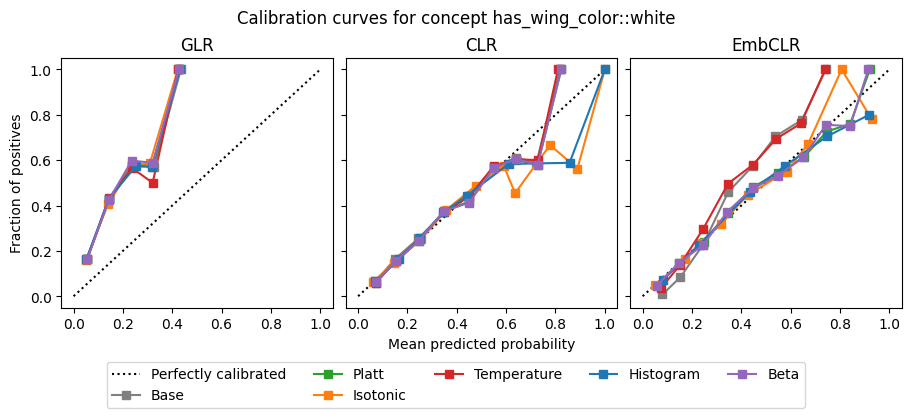 Calibration curves for concept has_wing_color::white
GLR
CLR
EmbCLR
Fraction of positives
1.0
0.8
0.6
0.4
0.2
0.0
0.0 0.2 0.4 0.6 0.8 1.0
0.0 0.2 0.4 0.6 0.8 1.0
0.0 0.2 0.4 0.6 0.8 1.0
Mean predicted probability
Perfectly calibrated
Base
Platt
Isotonic
Temperature
Histogram
Beta